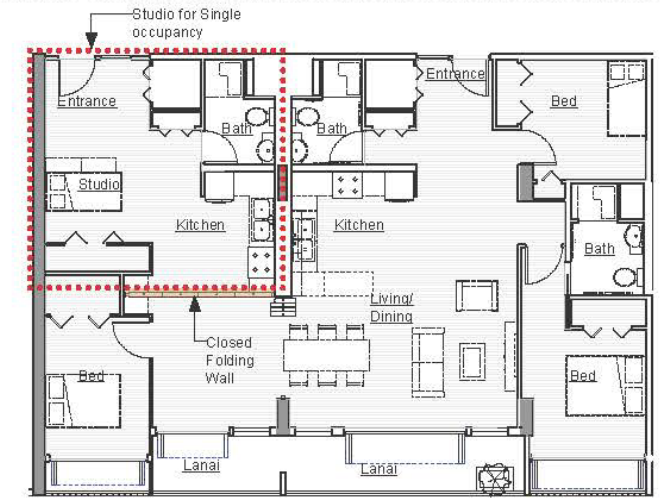 Studio for Single
occupancy
Entrance
Entrance
Bed
Bath
Bath
Studio
Kitchen
Kitchen
Bath
Living/
Dining
Closed
Folding
Wall
Bed
Bed
Lanai
Lanai